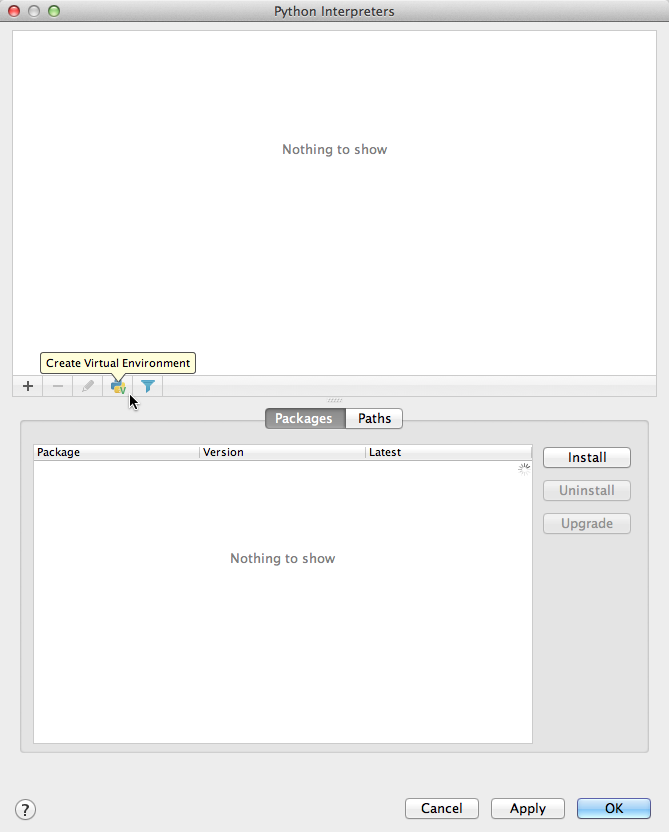 Python Interpreters
Nothing to show
Create Virtual Environment
Packages Paths
Package Version Latest
Install
Uninstall
Upgrade
Nothing to show
? Cancel Apply OK